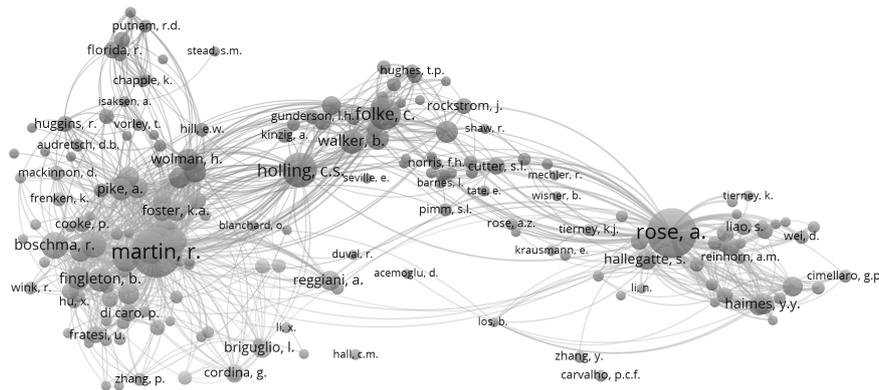 putnam, r.d.
florida, r.
stead, s.m.
chapple, k.
hughes, t.p.
isaksen, a.
gunderson, l.h.
folke, c.
rockstrom, j.
huggins, r.
vorley, t.
hill, e.w.
kinzig, a.
walker, b.
shaw, r.
audretsch, d.b.
wolman, h.
norris, f.h.
cutter, s.l.
mackinnon, d.
holling, c.s.
seville, e.
barnes, l.
tate, e.
mechler, r.
pike, a.
frenken, k.
wisner, b.
tierney, k.
foster, k.a.
pimm, s.l.
cooke, p.
blanchard, o.
rose, a.z.
tierney, k.j.
rose, a.
liao, s.
wei, d.
boschma, r.
martin, r.
duval, r.
krausmann, e.
hallegatte, s.
reinhorn, a.m.
fingleton, b.
reggiani, a.
acemoglu, d.
cimellaro, g.p
wink, r.
hu, x.
li, n.
haimes, y.y.
di caro, p.
fratesi, u.
li, x.
los, b.
briguglio, l.
hall, c.m.
zhang, y.
zhang, p.
cordina, g.
carvalho, p.c.f.